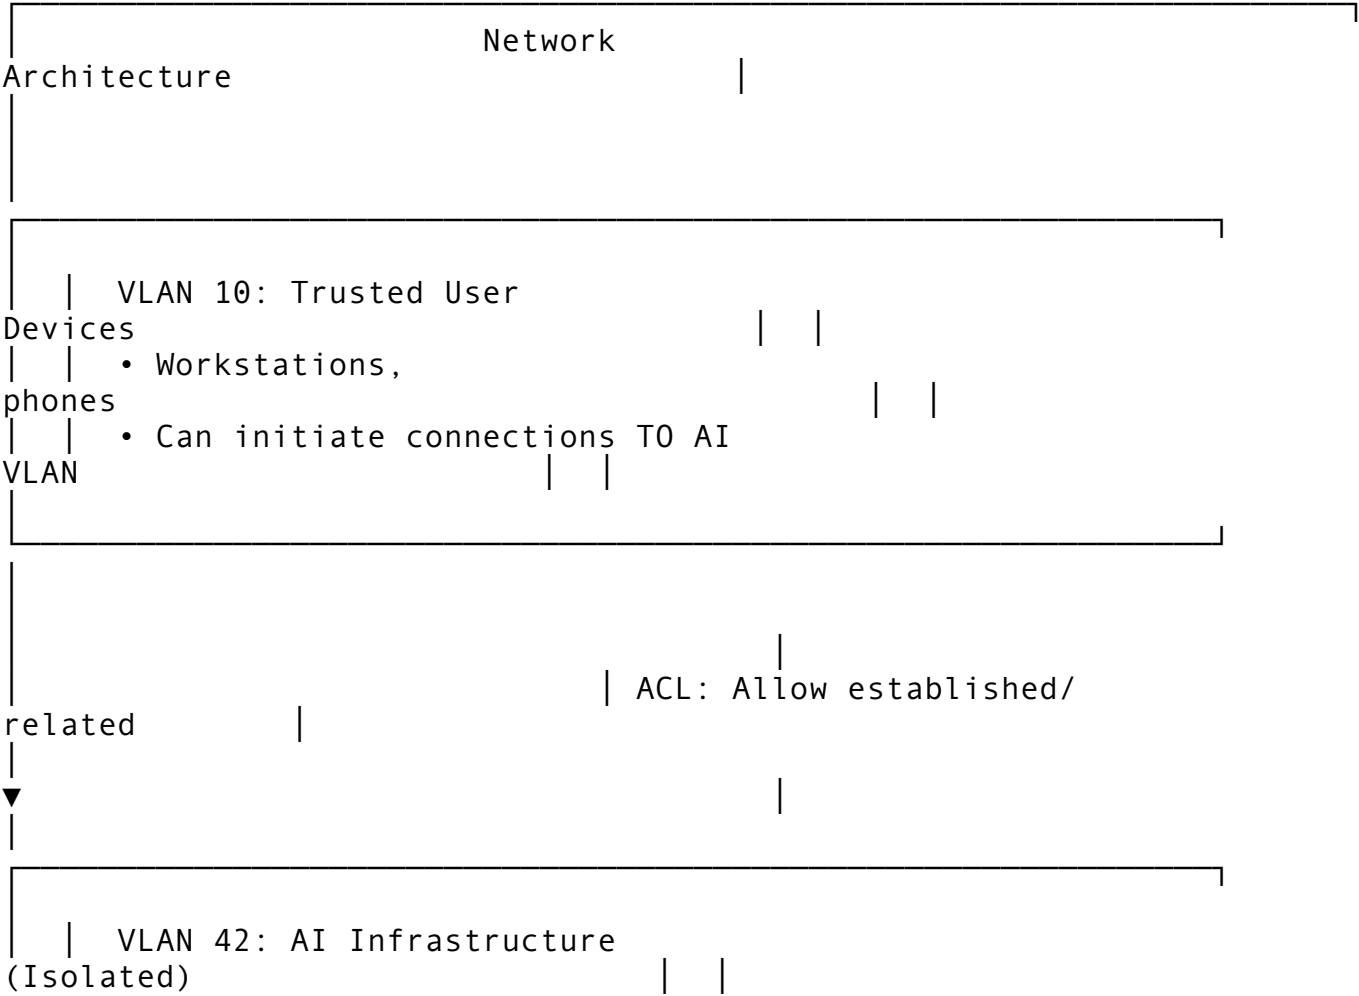 Network
Architecture
VLAN 10: Trusted User
Devices
• Workstations,
phones
• Can initiate connections TO AI
VLAN
ACL: Allow established/
related
▼
VLAN 42: AI Infrastructure
(Isolated)